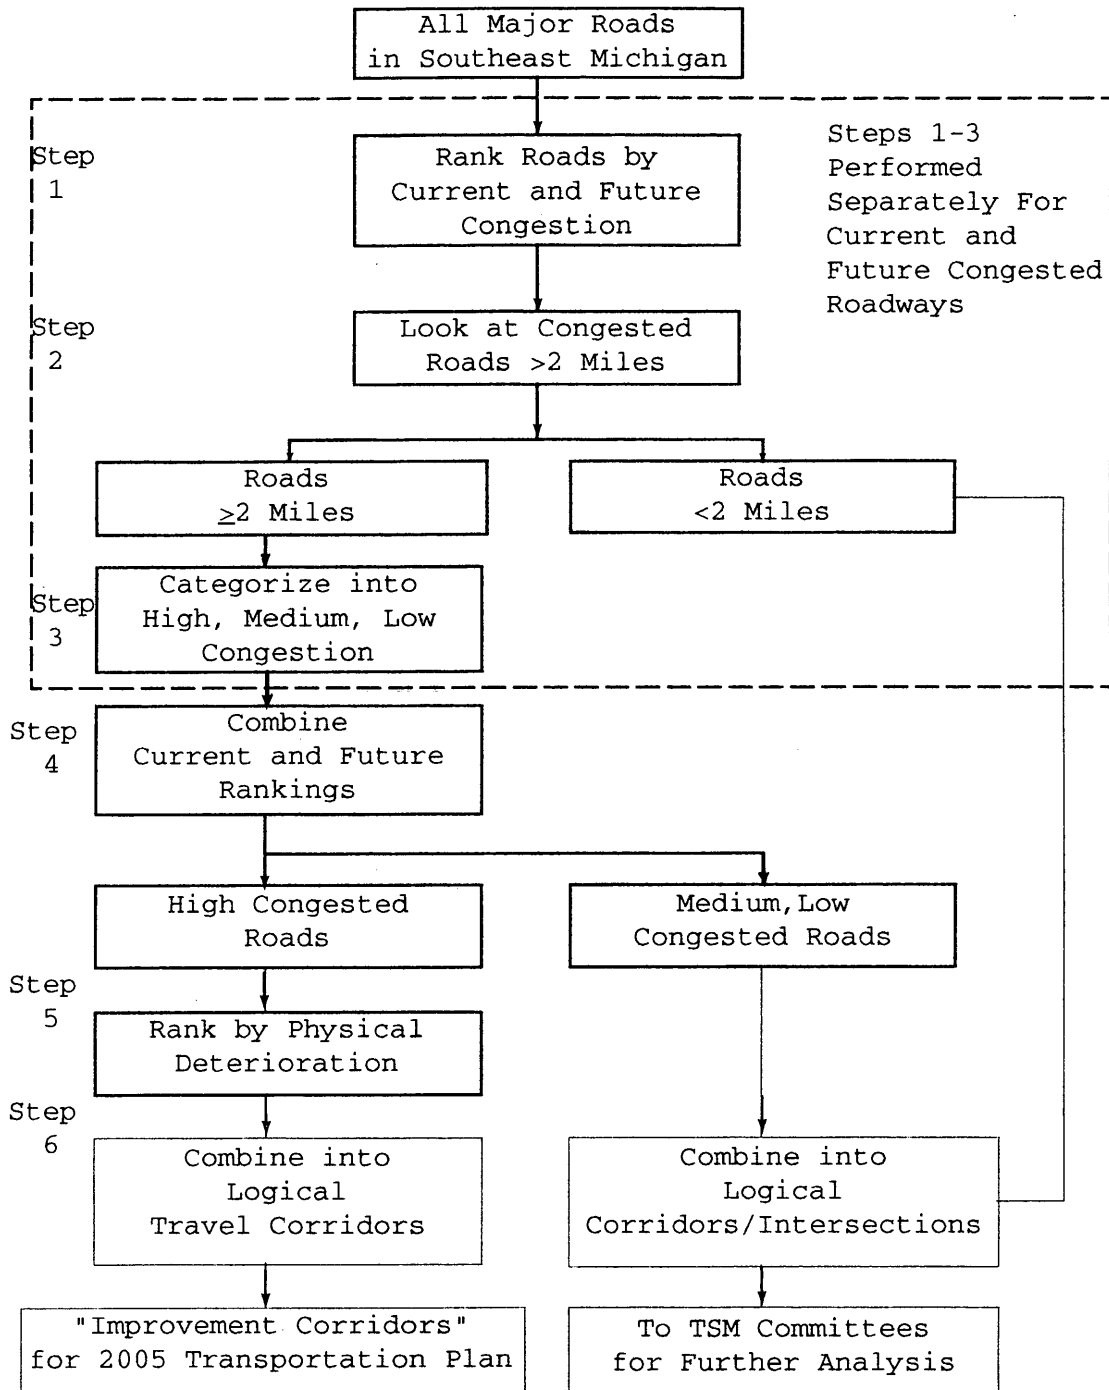 All Major Roads
in Southeast Michigan
Step
1
Rank Roads by
Current and Future
Congestion
Steps 1-3
Performed
Separately For
Current and
Future Congested
Roadways
Step
2
Look at Congested
Roads >2 Miles
Roads
≥2 Miles
Roads
<2 Miles
Step
3
Categorize into
High, Medium, Low
Congestion
Step
4
Combine
Current and Future
Rankings
High Congested
Roads
Medium,Low
Congested Roads
Step
5
Rank by Physical
Deterioration
Step
6
Combine into
Logical
Travel Corridors
Combine into
Logical
Corridors/Intersections
"Improvement Corridors"
for 2005 Transportation Plan
To TSM Committees
for Further Analysis